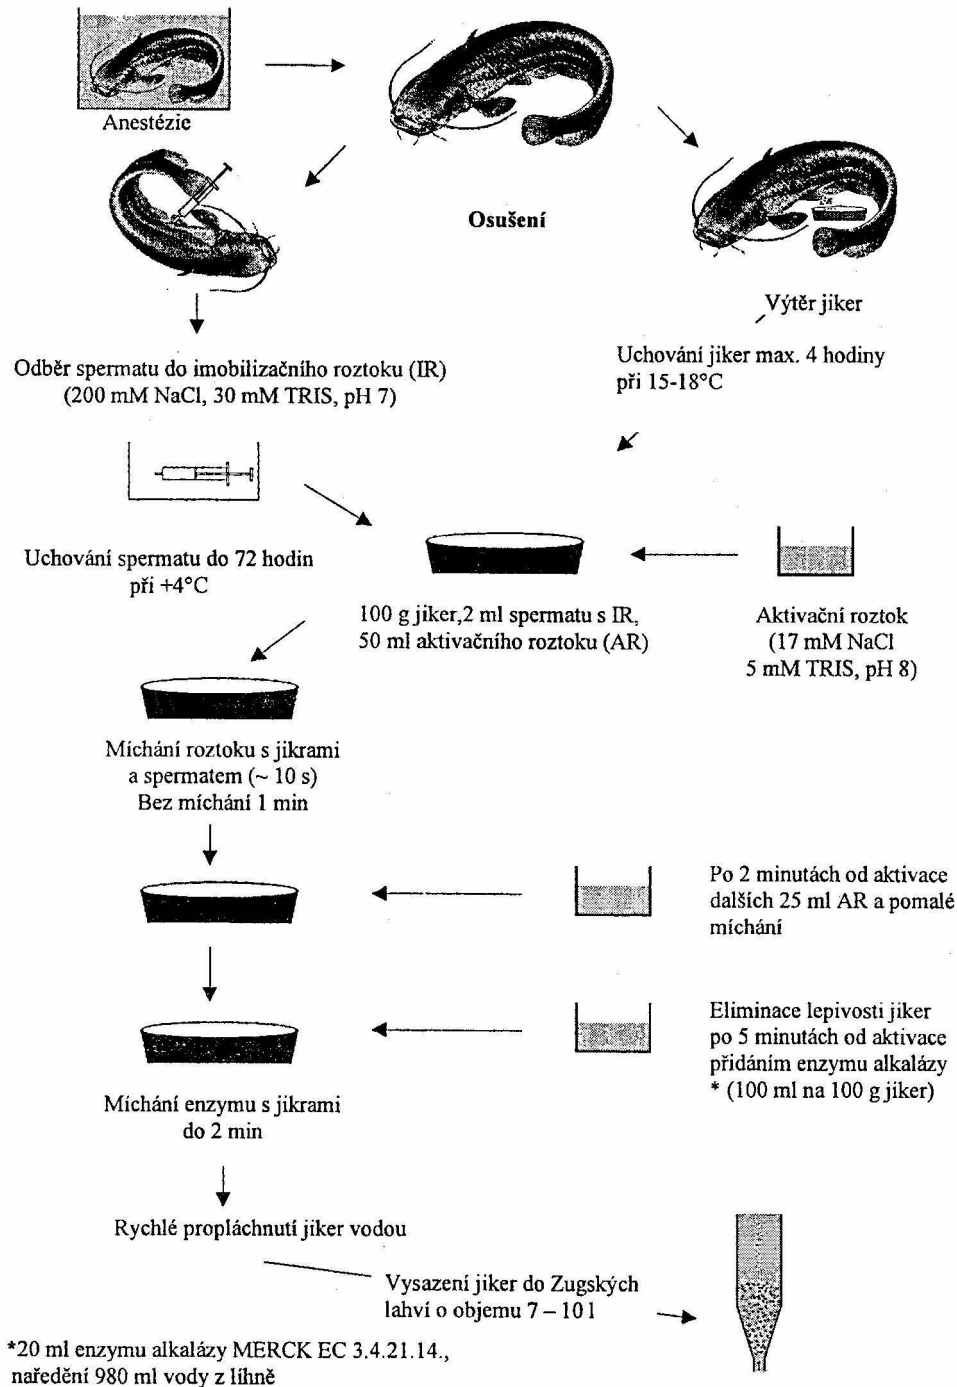 Anestézie
Osušení
Výtěr jiker
Odběr spermatu do imobilizačního roztoku (IR)
(200 mM NaCl, 30 mM TRIS, pH 7)
Uchování jiker max. 4 hodiny
při 15-18°C
Uchování spermatu do 72 hodin
při +4°C
100 g jiker,2 ml spermatu s IR,
50 ml aktivačního roztoku (AR)
Aktivační roztok
(17 mM NaCl
5 mM TRIS, pH 8)
Míchání roztoku s jikrami
a spermatem (~ 10 s)
Bez míchání 1 min
Po 2 minutách od aktivace
dalších 25 ml AR a pomalé
míchání
Eliminace lepivosti jiker
po 5 minutách od aktivace
přidáním enzymu alkalázy
* (100 ml na 100 g jiker)
Míchání enzymu s jikrami
do 2 min
Rychlé propláchnutí jiker vodou
Vysazení jiker do Zugských
lahví o objemu 7 – 10 l
*20 ml enzymu alkalázy MERCK EC 3.4.21.14.,
naředění 980 ml vody z líhně